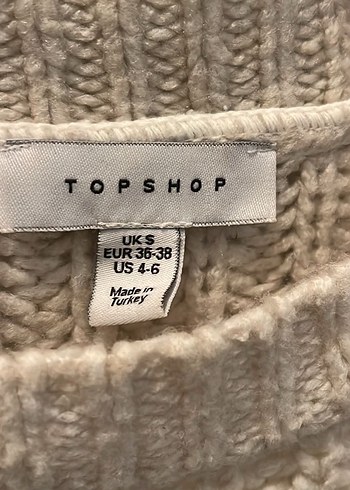 TOPSHOP
UK S
EUR 36-38
US 4-6
Made in
Turkey